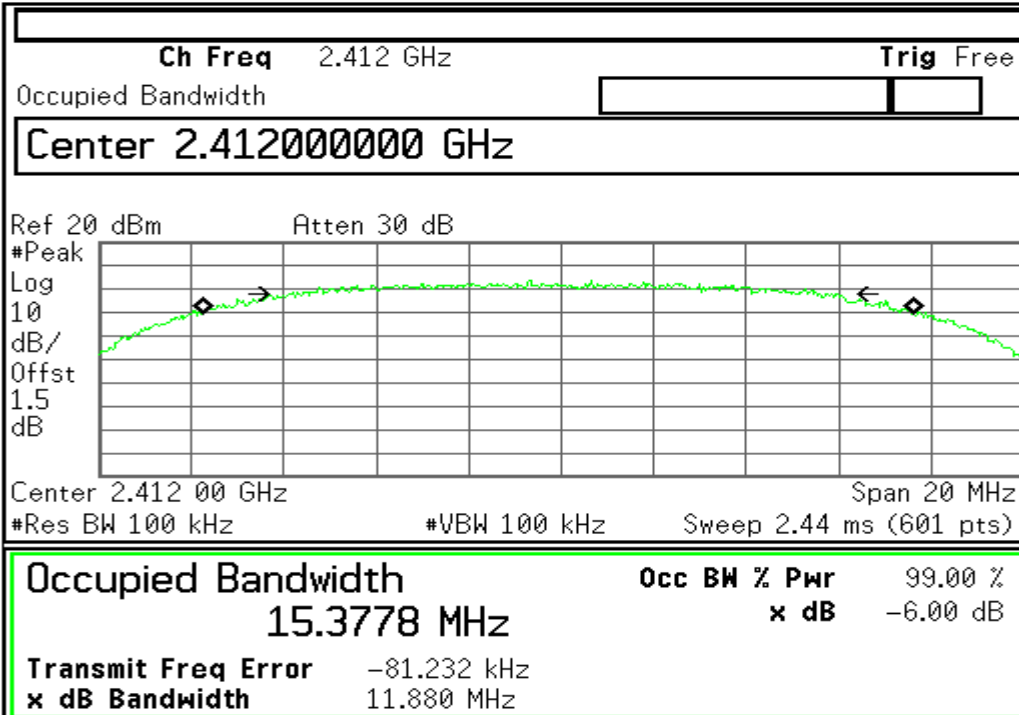 Ch Freq 2.412 GHz Trig Free
Occupied Bandwidth
Center 2.412000000 GHz
Ref 20 dBm Atten 30 dB
#Peak
Log
10
dB/
Offst
1.5
dB
Center 2.412 00 GHz Span 20 MHz
#Res BW 100 kHz #VBW 100 kHz Sweep 2.44 ms (601 pts)
Occupied Bandwidth Occ BW % Pwr 99.00 %
15.3778 MHz x dB -6.00 dB
Transmit Freq Error -81.232 kHz
x dB Bandwidth 11.880 MHz